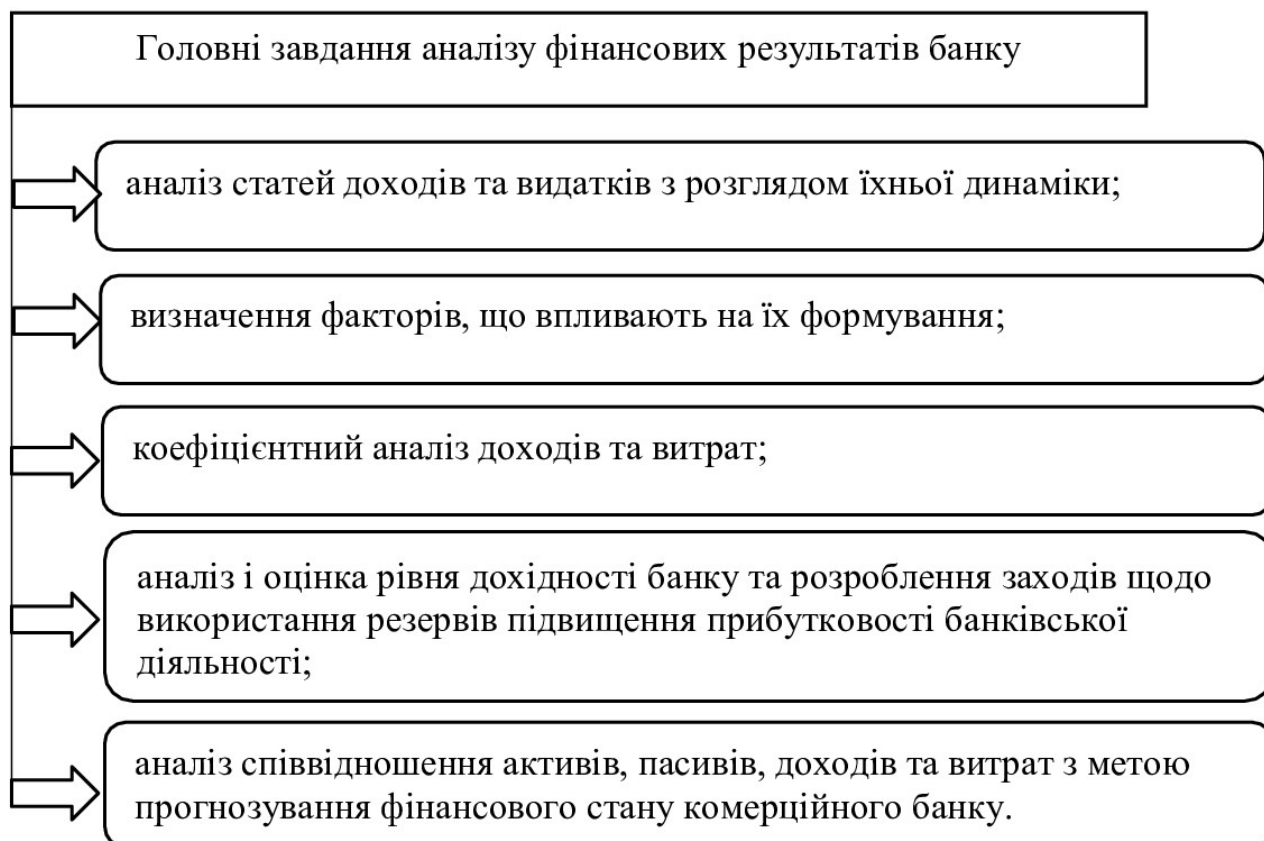 Головні завдання аналізу фінансових результатів банку
аналіз статей доходів та видатків з розглядом їхньої динаміки;
визначення факторів, що впливають на їх формування;
коефіцієнтний аналіз доходів та витрат;
аналіз і оцінка рівня дохідності банку та розроблення заходів щодо
використання резервів підвищення прибутковості банківської
діяльності;
аналіз співвідношення активів, пасивів, доходів та витрат з метою
прогнозування фінансового стану комерційного банку.